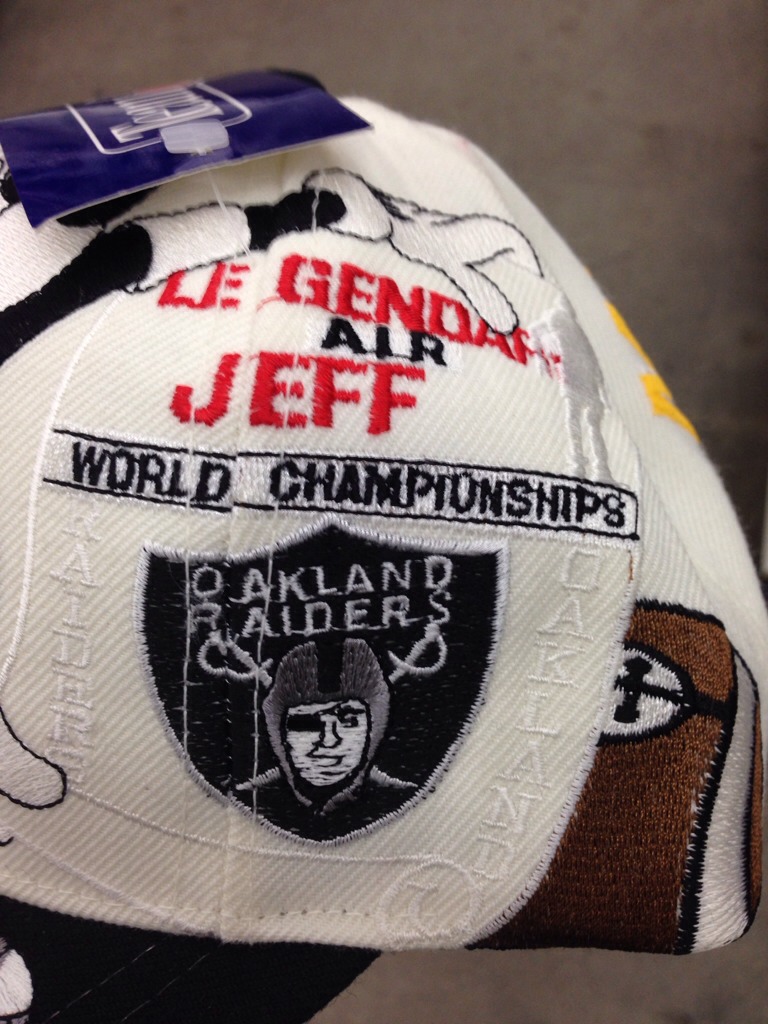 LEGENDARY
AIR
JEFF
WORLD CHAMPIONSHIPS
OAKLAND
RAIDERS
RAIDERS
OAKLAND